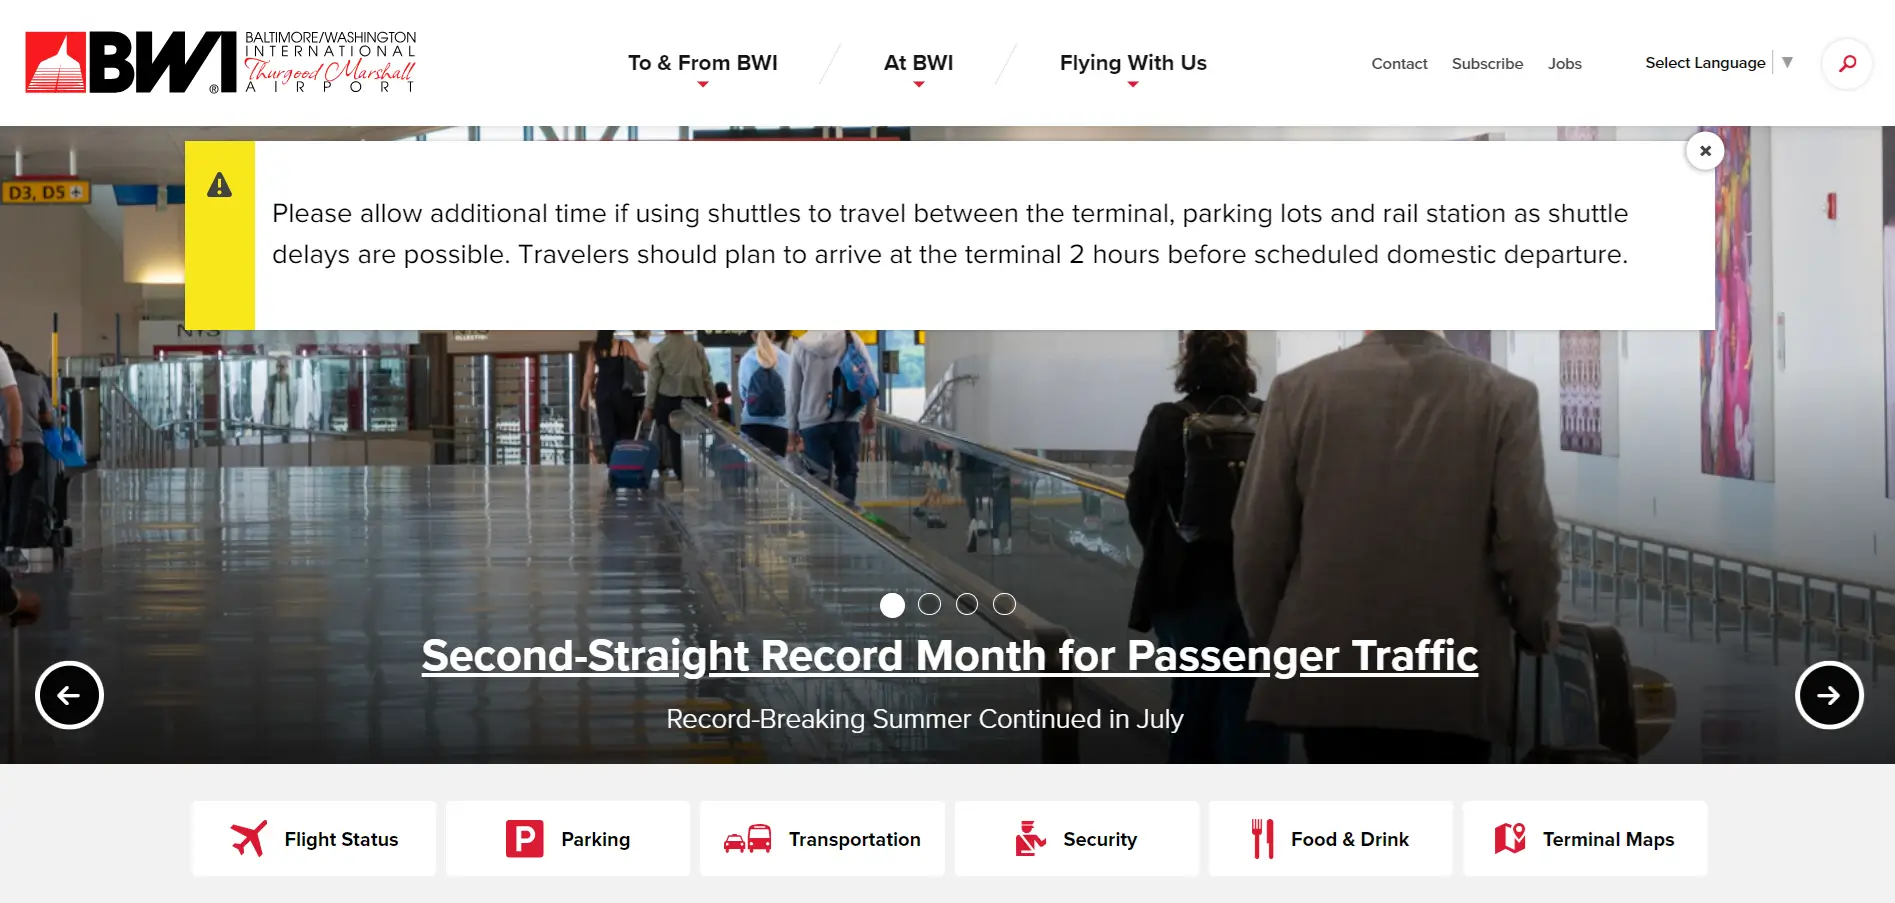 BWI
®
BALTIMORE/WASHINGTON
INTERNATIONAL
Thurgood Marshall
AIRPORT
To & From BWI
At BWI
Flying With Us
Contact
Subscribe
Jobs
Select Language ▼
D3, D5
Please allow additional time if using shuttles to travel between the terminal, parking lots and rail station as shuttle
delays are possible. Travelers should plan to arrive at the terminal 2 hours before scheduled domestic departure.
Second-Straight Record Month for Passenger Traffic
Record-Breaking Summer Continued in July
Flight Status
P
Parking
Transportation
Security
Food & Drink
Terminal Maps